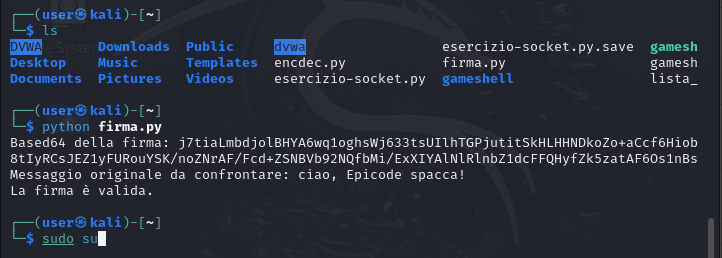 ┌──(user㉿kali)-[~]
└─$ ls
DVWA Downloads Public dvwa esercizio-socket.py.save gamesh
Desktop Music Templates encdec.py firma.py gamesh
Documents Pictures Videos esercizio-socket.py gameshell lista_
┌──(user㉿kali)-[~]
└─$ python firma.py
Based64 della firma: j7tiaLmbdjolBHYA6wq1oghsWj633tsUIlhTGPjutitSkHLHHNDkoZo+aCcf6Hiob
8tIyRCsJEZ1yFURouYSK/noZNrAF/Fcd+ZSNBVb92NQfbMi/ExXIYAlNlRlnbZ1dcFFQHyfZk5zatAF6Os1nBs
Messaggio originale da confrontare: ciao, Epicode spacca!
La firma è valida.
┌──(user㉿kali)-[~]
└─$ sudo su